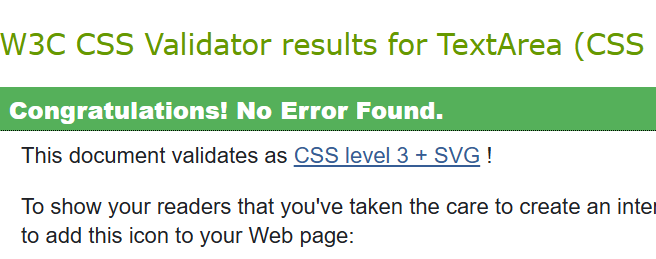 W3C CSS Validator results for TextArea (CSS
Congratulations! No Error Found.
This document validates as CSS level 3 + SVG !
To show your readers that you've taken the care to create an inter
to add this icon to your Web page: